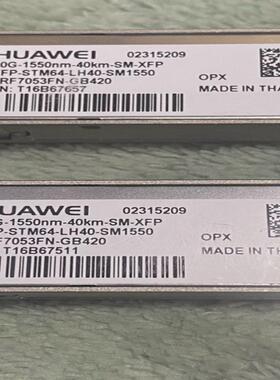 HUAWEI 02315209
0G-1550nm-40km-SM-XFP
FP-STM64-LH40-SM1550
RF7053FN-GB420 OPX
: T16B67657 MADE IN THA
HUAWEI 02315209
G-1550nm-40km-SM-XFP
P-STM64-LH40-SM1550 OPX
F7053FN-GB420 MADE IN THA
T16B67511